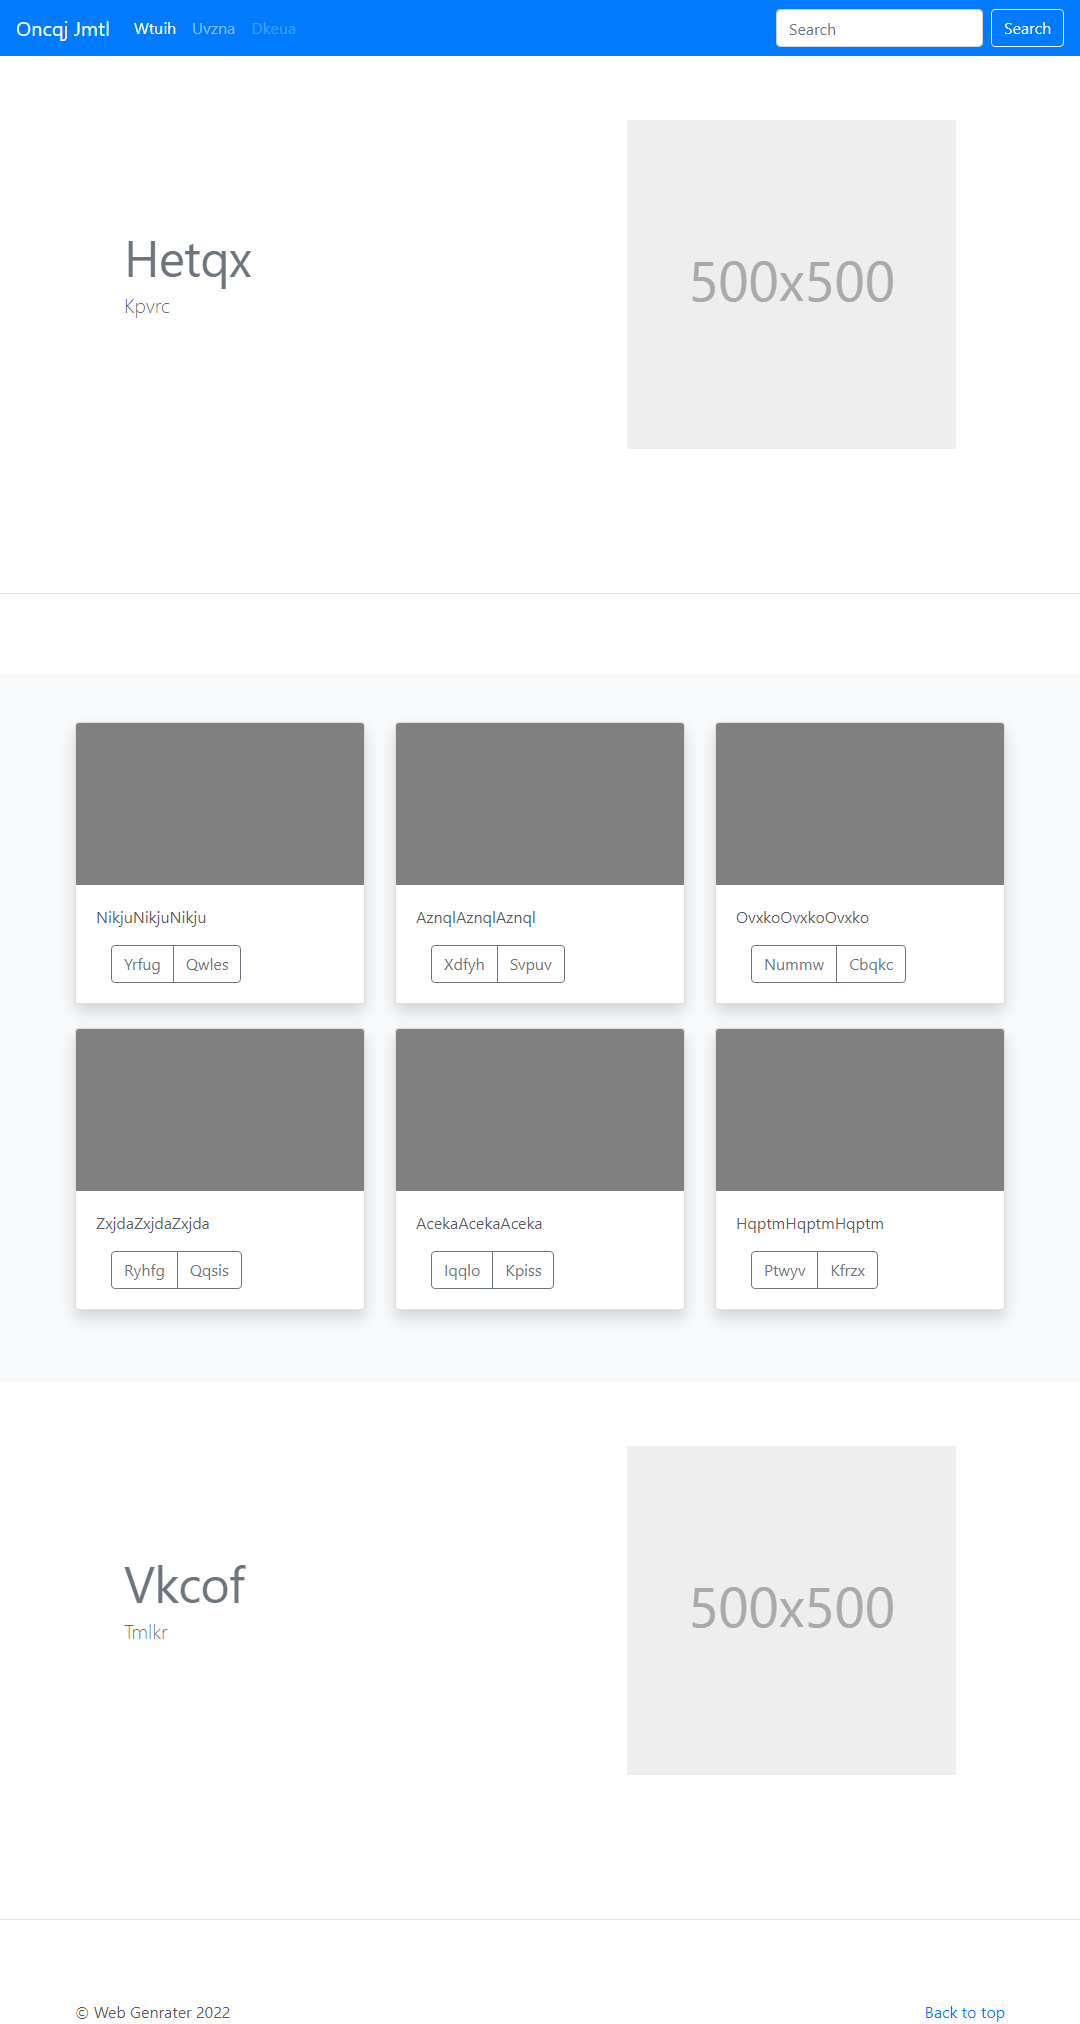 Oncqj Jmtl Wtuih Uvzna Dkeua Search Search
Hetqx
Kpvrc
500x500
NikjuNikjuNikju
Yrfug Qwles
AznqlAznqlAznql
Xdfyh Svpuv
OvxkoOvxkoOvxko
Nummw Cbqkc
ZxjdaZxjdaZxjda
Ryhfg Qqsis
AcekaAcekaAceka
Iqqlo Kpiss
HqptmHqptmHqptm
Ptwyv Kfrzx
Vkcof
Tmlkr
500x500
© Web Genrater 2022 Back to top